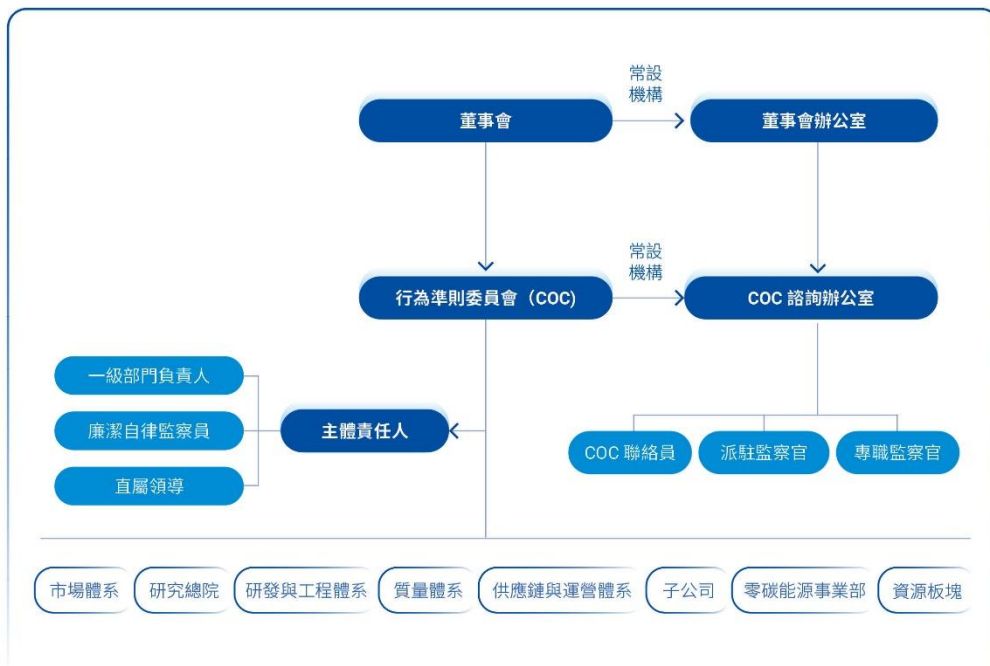 常設
機構
董事會
董事會辦公室
常設
機構
行為準則委員會（COC)
COC 諮詢辦公室
一級部門負責人
廉潔自律監察員
主體責任人
直屬領導
COC 聯絡員
派駐監察官
專職監察官
市場體系
研究總院
研發與工程體系
質量體系
供應鏈與運營體系
子公司
零碳能源事業部
資源板塊